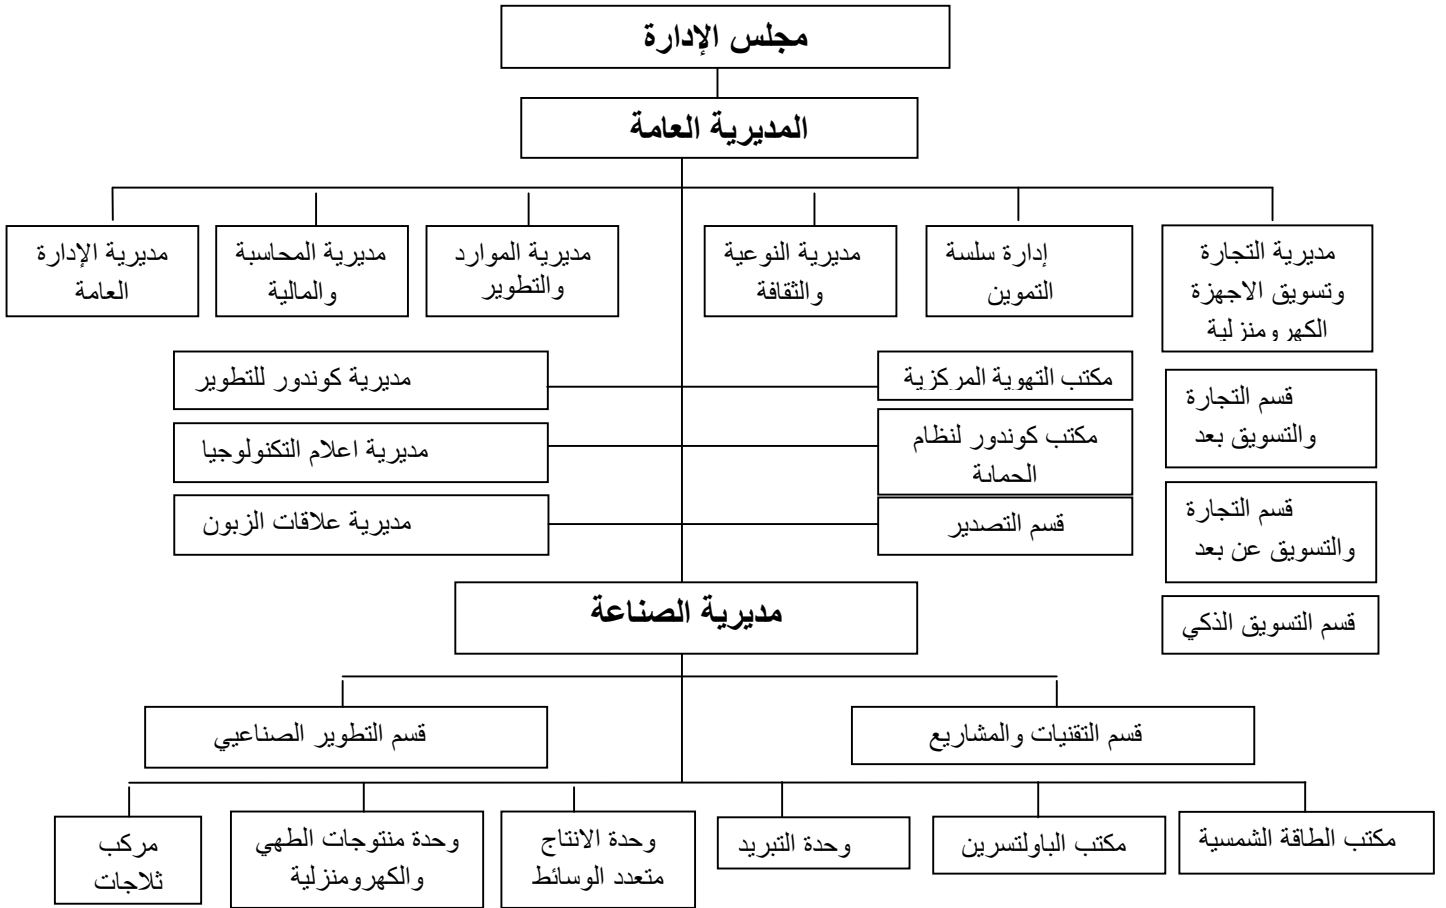 مجلس الإدارة
المديرية العامة
مديرية التجارة
وتسويق الاجهزة
الكهرومنزلية
إدارة سلسة
التموين
مديرية النوعية
والثقافة
مديرية الموارد
والتطوير
مديرية المحاسبة
والمالية
مديرية الإدارة
العامة
قسم التجارة
والتسويق بعد
قسم التجارة
والتسويق عن بعد
قسم التسويق الذكي
مكتب التهوية المركزية
مديرية كوندور للتطوير
مكتب كوندور لنظام
الحماية
مديرية اعلام التكنولوجيا
قسم التصدير
مديرية علاقات الزبون
مديرية الصناعة
قسم التقنيات والمشاريع
قسم التطوير الصناعيي
مكتب الطاقة الشمسية
مكتب الباولتسرين
وحدة التبريد
وحدة الانتاج
متعدد الوسائط
وحدة منتوجات الطهي
والكهرومنزلية
مركب
ثلاجات